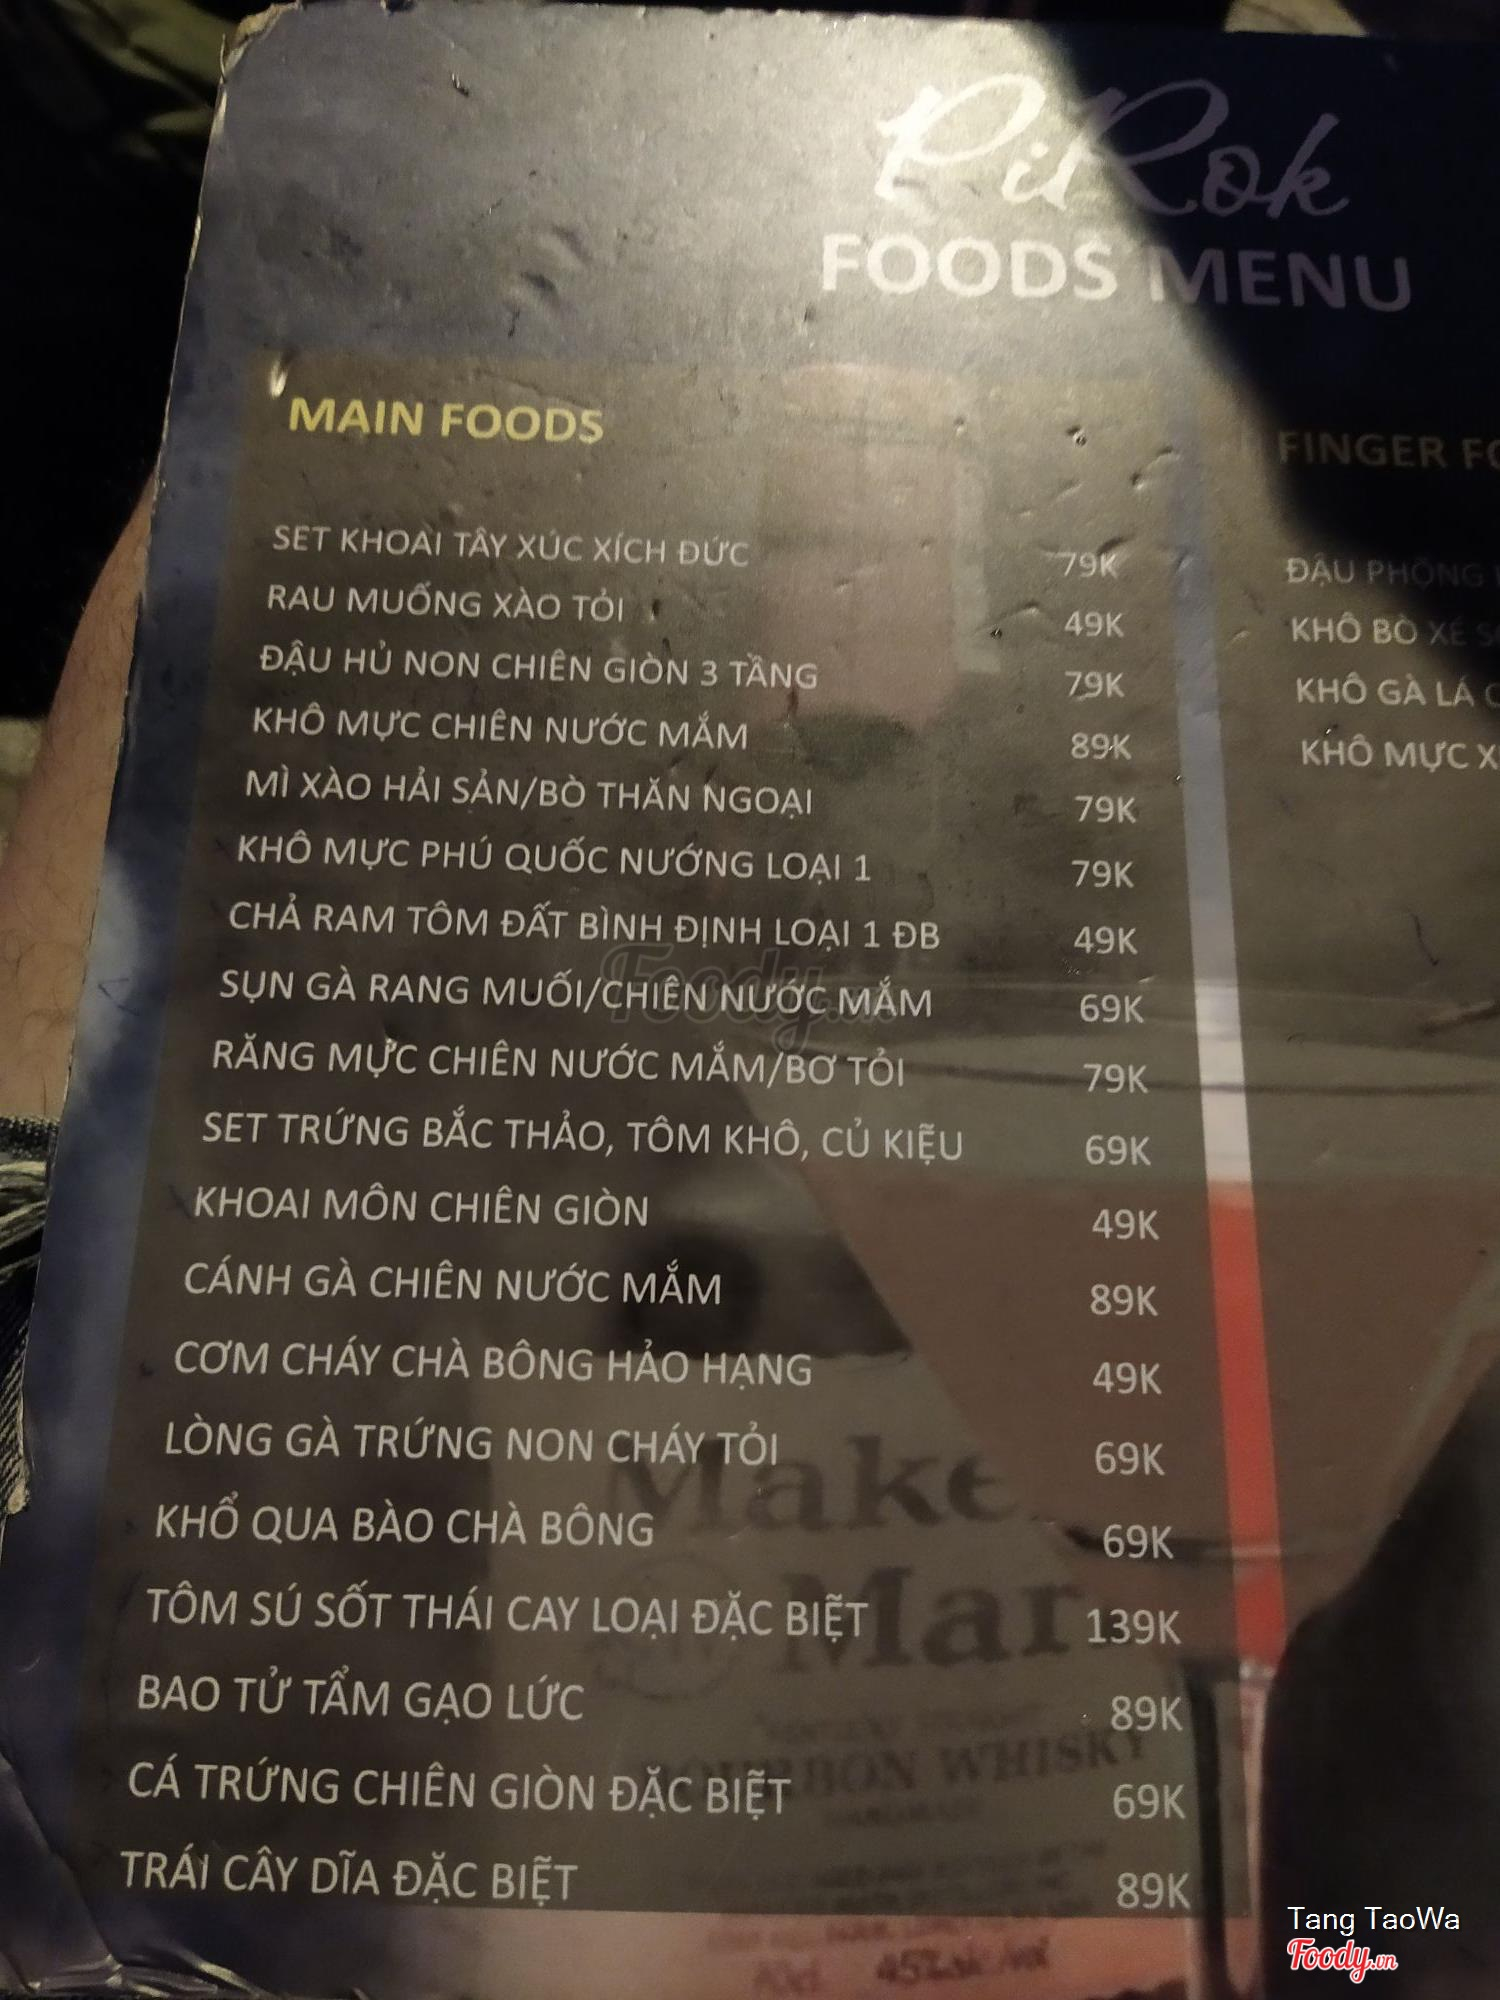 PiRok
FOODS MENU
MAIN FOODS
SET KHOAI TÂY XÚC XÍCH ĐỨC 79K
RAU MUỐNG XÀO TỎI 49K
ĐẬU HỦ NON CHIÊN GIÒN 3 TẦNG 79K
KHÔ MỰC CHIÊN NƯỚC MẮM 89K
MÌ XÀO HẢI SẢN/BÒ THĂN NGOẠI 79K
KHÔ MỰC PHÚ QUỐC NƯỚNG LOẠI 1 79K
CHẢ RAM TÔM ĐẤT BÌNH ĐỊNH LOẠI 1 ĐB 49K
SỤN GÀ RANG MUỐI/CHIÊN NƯỚC MẮM 69K
RĂNG MỰC CHIÊN NƯỚC MẮM/BƠ TỎI 79K
SET TRỨNG BẮC THẢO, TÔM KHÔ, CỦ KIỆU 69K
KHOAI MÔN CHIÊN GIÒN 49K
CÁNH GÀ CHIÊN NƯỚC MẮM 89K
CƠM CHÁY CHÀ BÔNG HẢO HẠNG 49K
LÒNG GÀ TRỨNG NON CHÁY TỎI 69K
KHỔ QUA BÀO CHÀ BÔNG 69K
TÔM SÚ SỐT THÁI CAY LOẠI ĐẶC BIỆT 139K
BAO TỬ TẨM GẠO LỨC 89K
CÁ TRỨNG CHIÊN GIÒN ĐẶC BIỆT 69K
TRÁI CÂY DĨA ĐẶC BIỆT 89K
FINGER
ĐẬU PHỘNG
KHÔ BÒ XÉ
KHÔ GÀ LÁ
KHÔ MỰC X
Foody.vn
Make
Mar
WHISKY
Tang TaoWa
Foody.vn